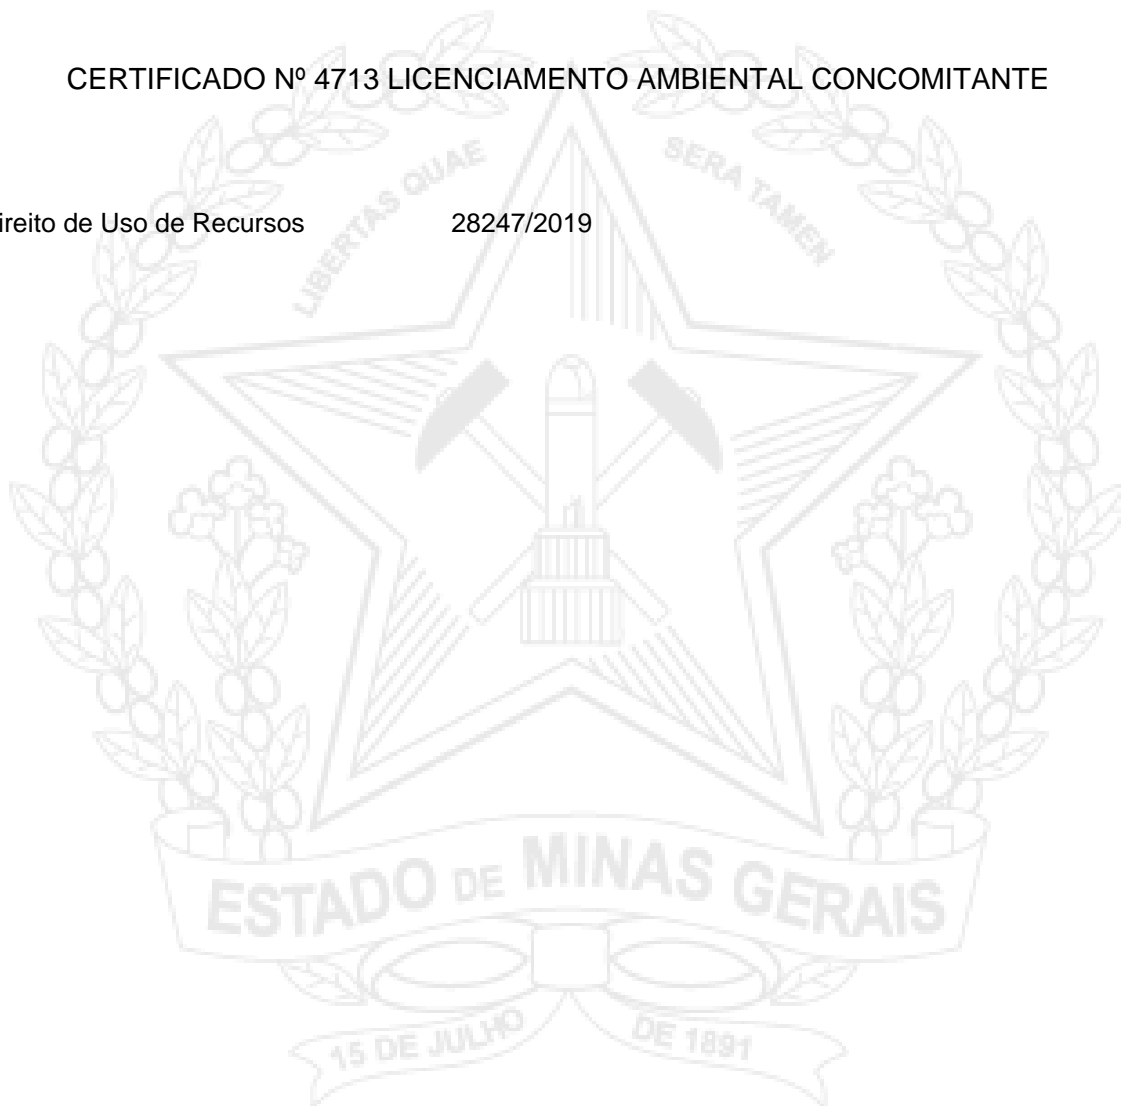 CERTIFICADO Nº 4713 LICENCIAMENTO AMBIENTAL CONCOMITANTE
LIBERTAS QUAE SERA TAMEN
ireito de Uso de Recursos 28247/2019
ESTADO DE MINAS GERAIS
15 DE JULHO DE 1891